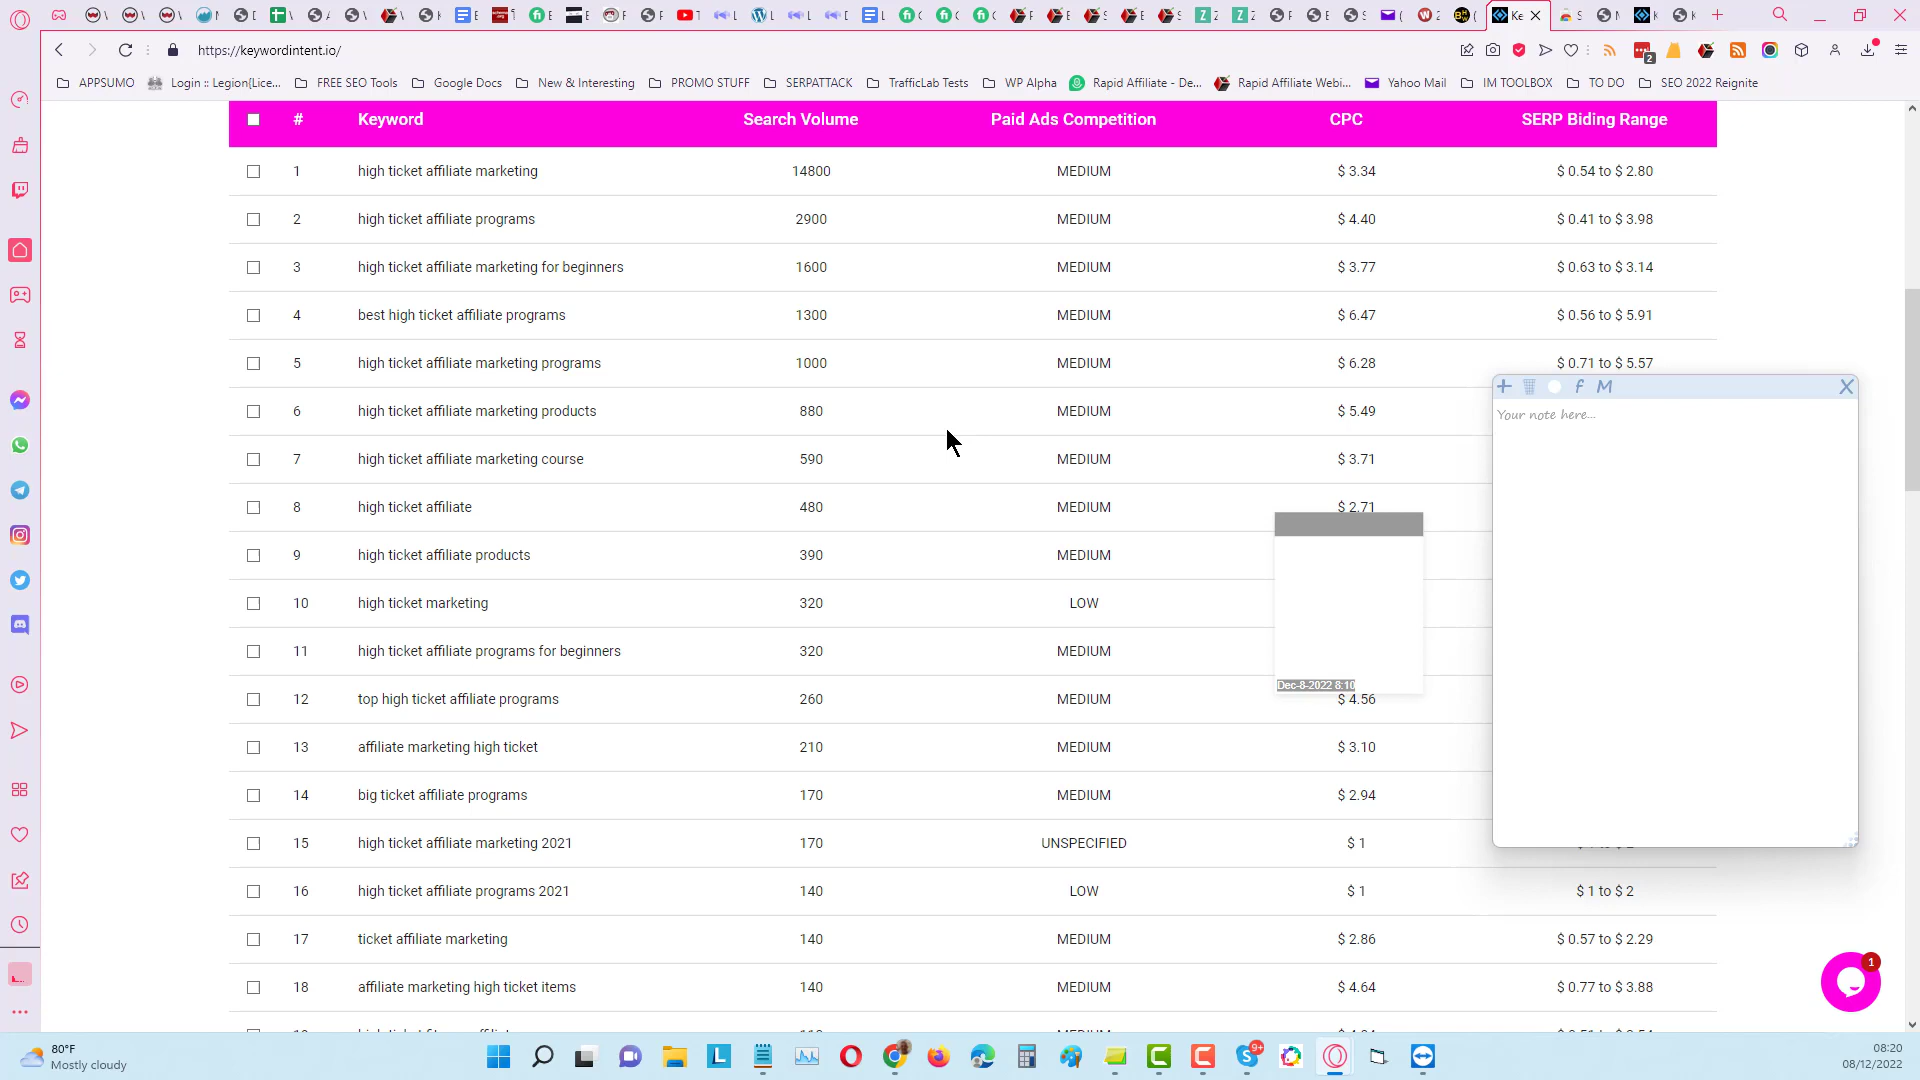 https://keywordintent.io/
2
APPSUMO Login :: Legion{Lice... FREE SEO Tools Google Docs New & Interesting PROMO STUFF SERPATTACK TrafficLab Tests WP Alpha Rapid Affiliate - De... Rapid Affiliate Webi... Yahoo Mail IM TOOLBOX TO DO SEO 2022 Reignite
# Keyword Search Volume Paid Ads Competition CPC SERP Biding Range
1 high ticket affiliate marketing 14800 MEDIUM $ 3.34 $ 0.54 to $ 2.80
2 high ticket affiliate programs 2900 MEDIUM $ 4.40 $ 0.41 to $ 3.98
3 high ticket affiliate marketing for beginners 1600 MEDIUM $ 3.77 $ 0.63 to $ 3.14
4 best high ticket affiliate programs 1300 MEDIUM $ 6.47 $ 0.56 to $ 5.91
5 high ticket affiliate marketing programs 1000 MEDIUM $ 6.28 $ 0.71 to $ 5.57
6 high ticket affiliate marketing products 880 MEDIUM $ 5.49
7 high ticket affiliate marketing course 590 MEDIUM $ 3.71
8 high ticket affiliate 480 MEDIUM $ 2.71
9 high ticket affiliate products 390 MEDIUM
10 high ticket marketing 320 LOW
11 high ticket affiliate programs for beginners 320 MEDIUM
12 top high ticket affiliate programs 260 MEDIUM $ 4.56
13 affiliate marketing high ticket 210 MEDIUM $ 3.10
14 big ticket affiliate programs 170 MEDIUM $ 2.94
15 high ticket affiliate marketing 2021 170 UNSPECIFIED $ 1
16 high ticket affiliate programs 2021 140 LOW $ 1 $ 1 to $ 2
17 ticket affiliate marketing 140 MEDIUM $ 2.86 $ 0.57 to $ 2.29
18 affiliate marketing high ticket items 140 MEDIUM $ 4.64 $ 0.77 to $ 3.88
f M X
Your note here...
Dec-8-2022 8:10
1
80°F
Mostly cloudy
9+
08:20
08/12/2022